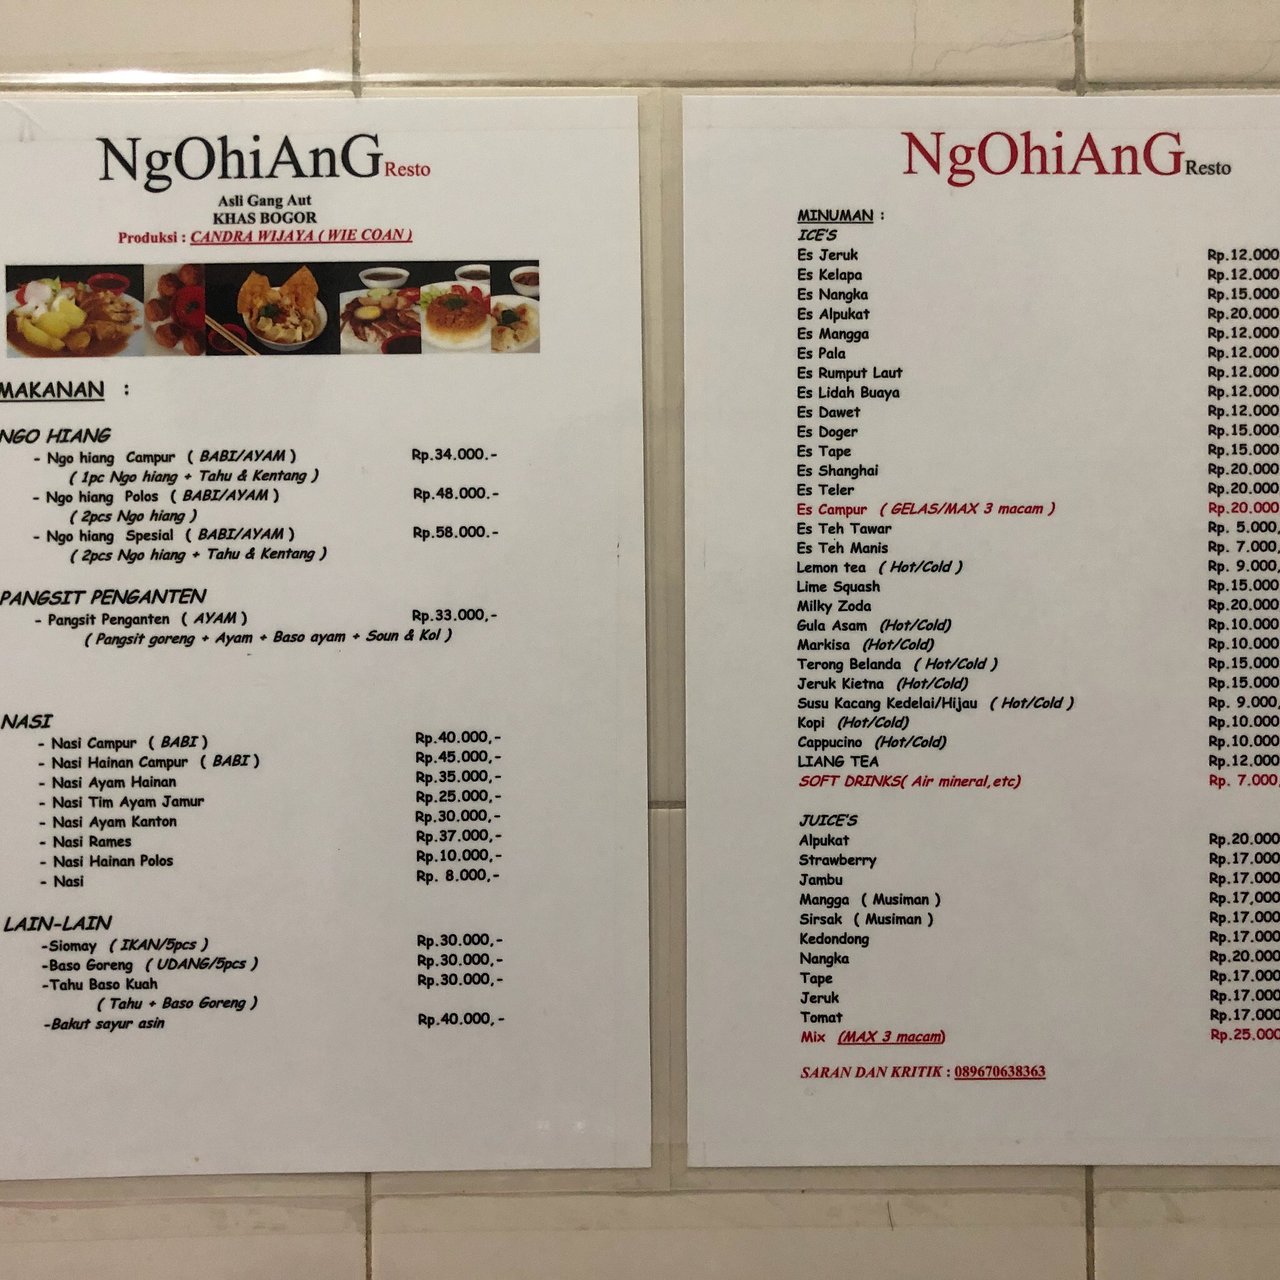 NgOhiAnG Resto
Asli Gang Aut
KHAS BOGOR
Produksi : CANDRA WIJAYA ( WIE COAN )
MAKANAN :
NGO HIANG
- Ngo hiang Campur ( BABI/AYAM ) Rp.34.000.-
( 1pc Ngo hiang + Tahu & Kentang )
- Ngo hiang Polos ( BABI/AYAM ) Rp.48.000.-
( 2pcs Ngo hiang )
- Ngo hiang Spesial ( BABI/AYAM ) Rp.58.000.-
( 2pcs Ngo hiang + Tahu & Kentang )
PANGSIT PENGANTEN
- Pangsit Penganten ( AYAM ) Rp.33.000,-
( Pangsit goreng + Ayam + Baso ayam + Soun & Kol )
NASI
- Nasi Campur ( BABI ) Rp.40.000,-
- Nasi Hainan Campur ( BABI ) Rp.45.000,-
- Nasi Ayam Hainan Rp.35.000,-
- Nasi Tim Ayam Jamur Rp.25.000,-
- Nasi Ayam Kanton Rp.30.000,-
- Nasi Rames Rp.37.000,-
- Nasi Hainan Polos Rp.10.000,-
- Nasi Rp. 8.000,-
LAIN-LAIN
-Siomay ( IKAN/5pcs ) Rp.30.000,-
-Baso Goreng ( UDANG/5pcs ) Rp.30.000,-
-Tahu Baso Kuah Rp.30.000,-
( Tahu + Baso Goreng )
-Bakut sayur asin Rp.40.000,-
NgOhiAnG Resto
MINUMAN :
ICE'S
Es Jeruk Rp.12.000
Es Kelapa Rp.12.000
Es Nangka Rp.15.000
Es Alpukat Rp.20.000
Es Mangga Rp.12.000
Es Pala Rp.12.000
Es Rumput Laut Rp.12.000
Es Lidah Buaya Rp.12.000
Es Dawet Rp.12.000
Es Doger Rp.15.000
Es Tape Rp.15.000
Es Shanghai Rp.20.000
Es Teler Rp.20.000
Es Campur ( GELAS/MAX 3 macam ) Rp.20.000
Es Teh Tawar Rp. 5.000,
Es Teh Manis Rp. 7.000,
Lemon tea ( Hot/Cold ) Rp. 9.000,
Lime Squash Rp.15.000
Milky Zoda Rp.20.000
Gula Asam (Hot/Cold) Rp.10.000
Markisa (Hot/Cold) Rp.10.000
Terong Belanda ( Hot/Cold ) Rp.15.000
Jeruk Kietna (Hot/Cold) Rp.15.000
Susu Kacang Kedelai/Hijau ( Hot/Cold ) Rp. 9.000,
Kopi (Hot/Cold) Rp.10.000
Cappucino (Hot/Cold) Rp.10.000
LIANG TEA Rp.12.000
SOFT DRINKS( Air mineral,etc) Rp. 7.000,
JUICE'S
Alpukat Rp.20.000
Strawberry Rp.17.000
Jambu Rp.17.000
Mangga ( Musiman ) Rp.17,000
Sirsak ( Musiman ) Rp.17.000
Kedondong Rp.17.000
Nangka Rp.20.000
Tape Rp.17.000
Jeruk Rp.17.000
Tomat Rp.17.000
Mix (MAX 3 macam) Rp.25.000
SARAN DAN KRITIK : 089670638363